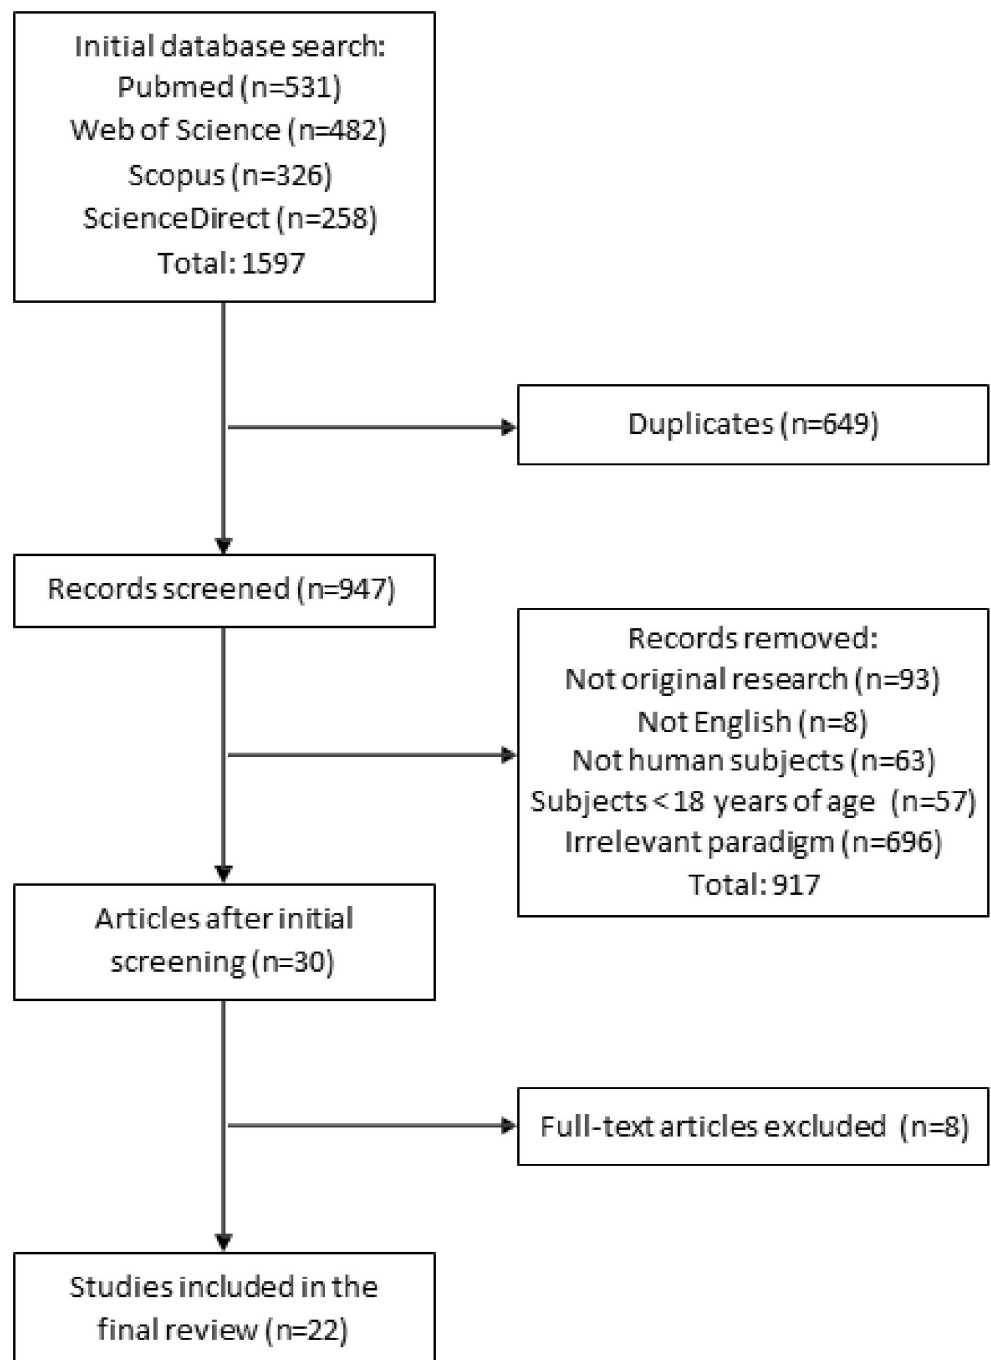 Initial database search:
Pubmed (n=531)
Web of Science (n=482)
Scopus (n=326)
ScienceDirect (n=258)
Total: 1597
Duplicates (n=649)
Records screened (n=947)
Records removed:
Not original research (n=93)
Not English (n=8)
Not human subjects (n=63)
Subjects <18 years of age (n=57)
Irrelevant paradigm (n=696)
Total: 917
Articles after initial
screening (n=30)
Full-text articles excluded (n=8)
Studies included in the
final review (n=22)